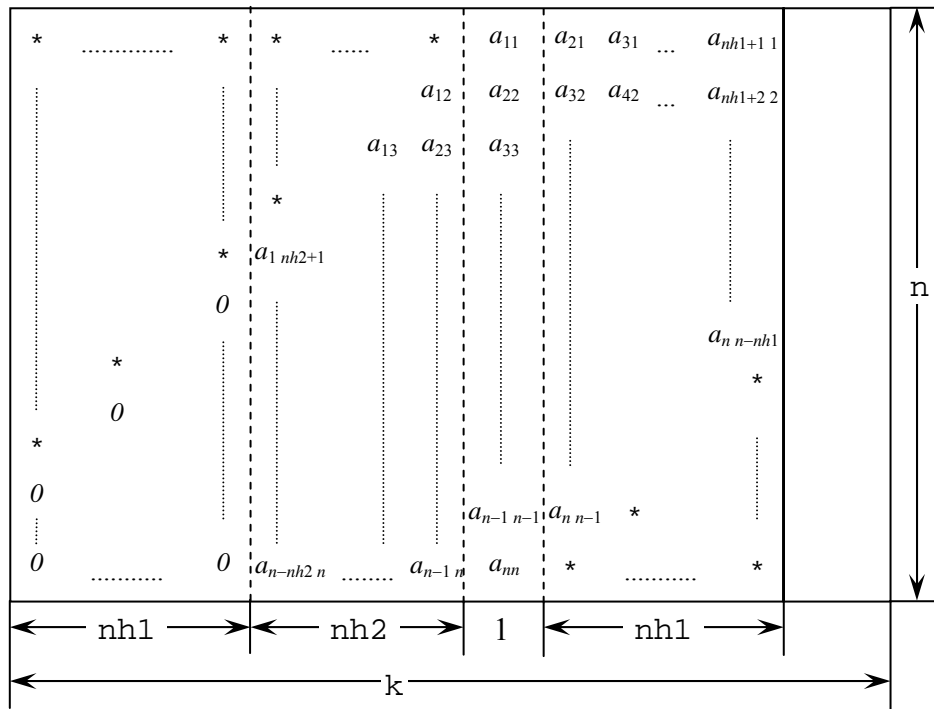 * ............. * * ...... * a11 a21 a31 ... anh1+1 1
a12 a22 a32 a42 ... anh1+2 2
a13 a23 a33
*
* a1 nh2+1
0
n
an n−nh1
* *
0
*
0
an−1 n−1 an n−1 *
0 .......... 0 an−nh2 n ........ an−1 n ann * ........... *
nh1 nh2 1 nh1
k